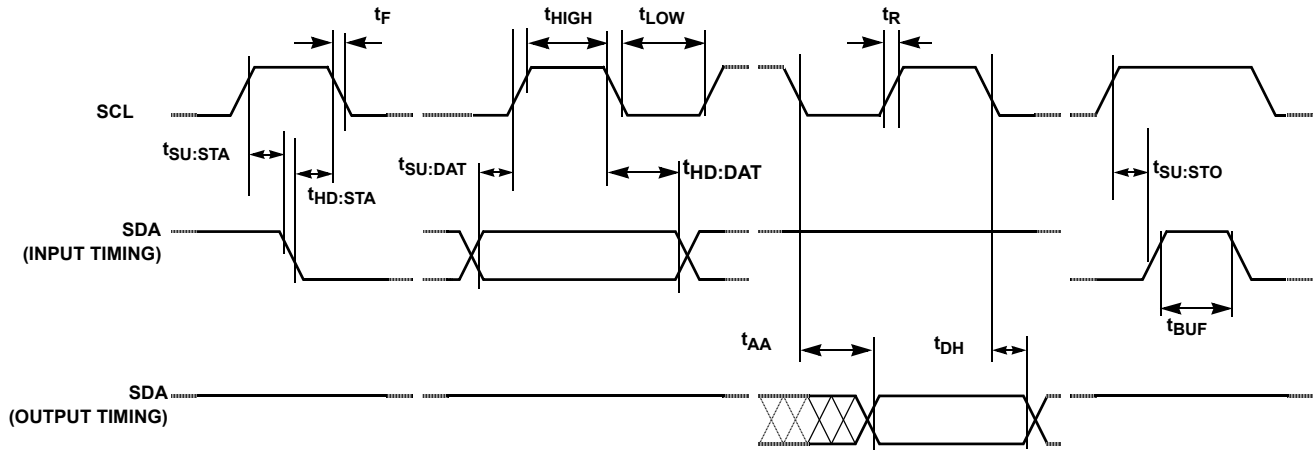 tF
tHIGH
tLOW
tR
SCL
tSU:STA
tHD:STA
tSU:DAT
tHD:DAT
tSU:STO
SDA
(INPUT TIMING)
tBUF
tAA
tDH
SDA
(OUTPUT TIMING)